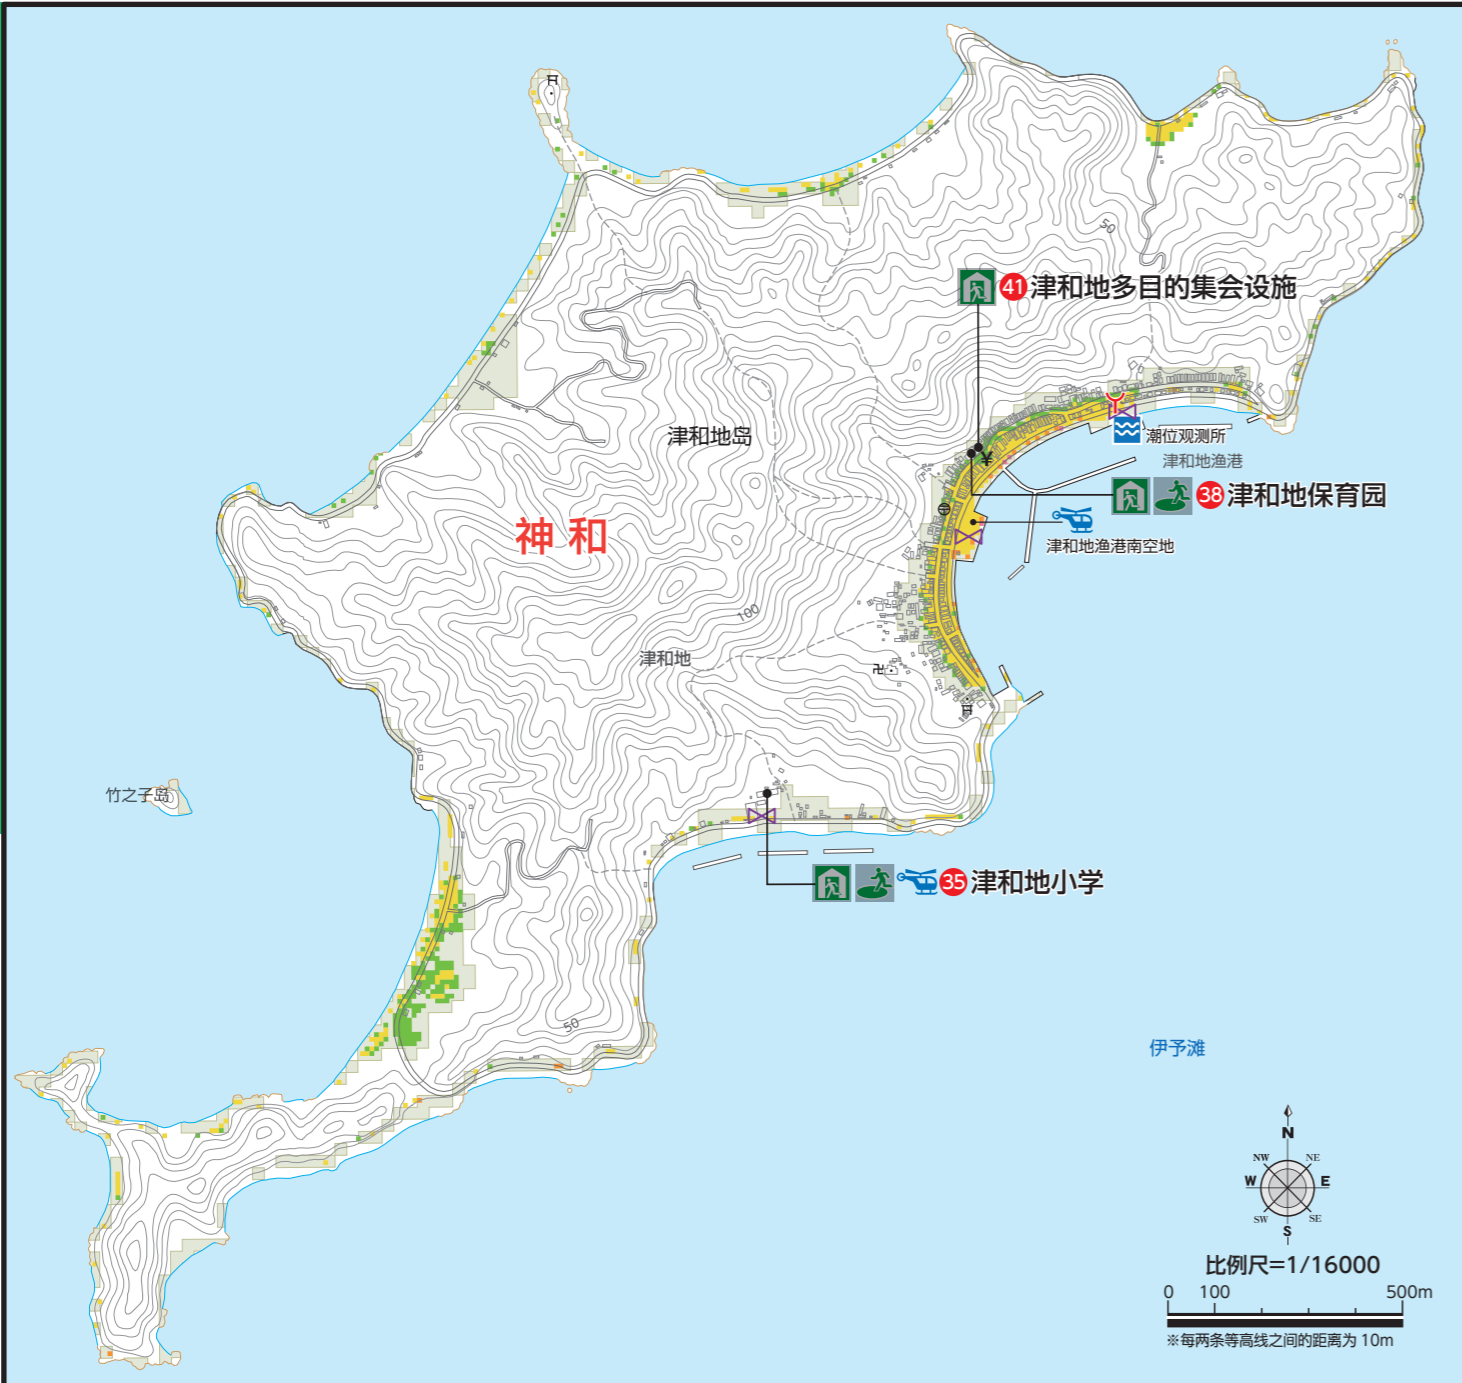 50
41 津和地多目的集会设施
津和地岛
潮位观测所
津和地渔港
¥
38 津和地保育园
神和
津和地渔港南空地
100
津和地
卍
竹之子岛
35 津和地小学
50
伊予滩
N
NW NE
W E
SW SE
S
比例尺=1/16000
0 100 500m
※每两条等高线之间的距离为 10m